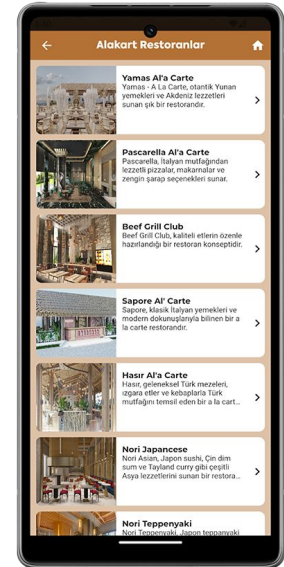 Alakart Restoranlar
Yamas Al'a Carte
Yamas - A La Carte, otantik Yunan
yemekleri ve Akdeniz lezzetleri
sunan şık bir restorandır.
Pascarella Al'a Carte
Pascarella, İtalyan mutfağından
lezzetli pizzalar, makarnalar ve
zengin şarap seçenekleri sunar.
Beef Grill Club
Beef Grill Club, kaliteli etlerin özenle
hazırlandığı bir restoran konseptidir.
Sapore Al' Carte
Sapore, klasik İtalyan yemekleri ve
modern dokunuşlarıyla bilinen bir a
la carte restorandır.
Hasır Al'a Carte
Hasır, geleneksel Türk mezeleri,
ızgara etler ve kebaplarla Türk
mutfağını temsil eden bir a la cart...
Nori Japancese
Nori Asian, Japon sushi, Çin dim
sum ve Tayland curry gibi çeşitli
Asya lezzetlerini sunan bir restora...
Nori Teppenyaki
Nori Teppenyaki, Japon teppanyaki